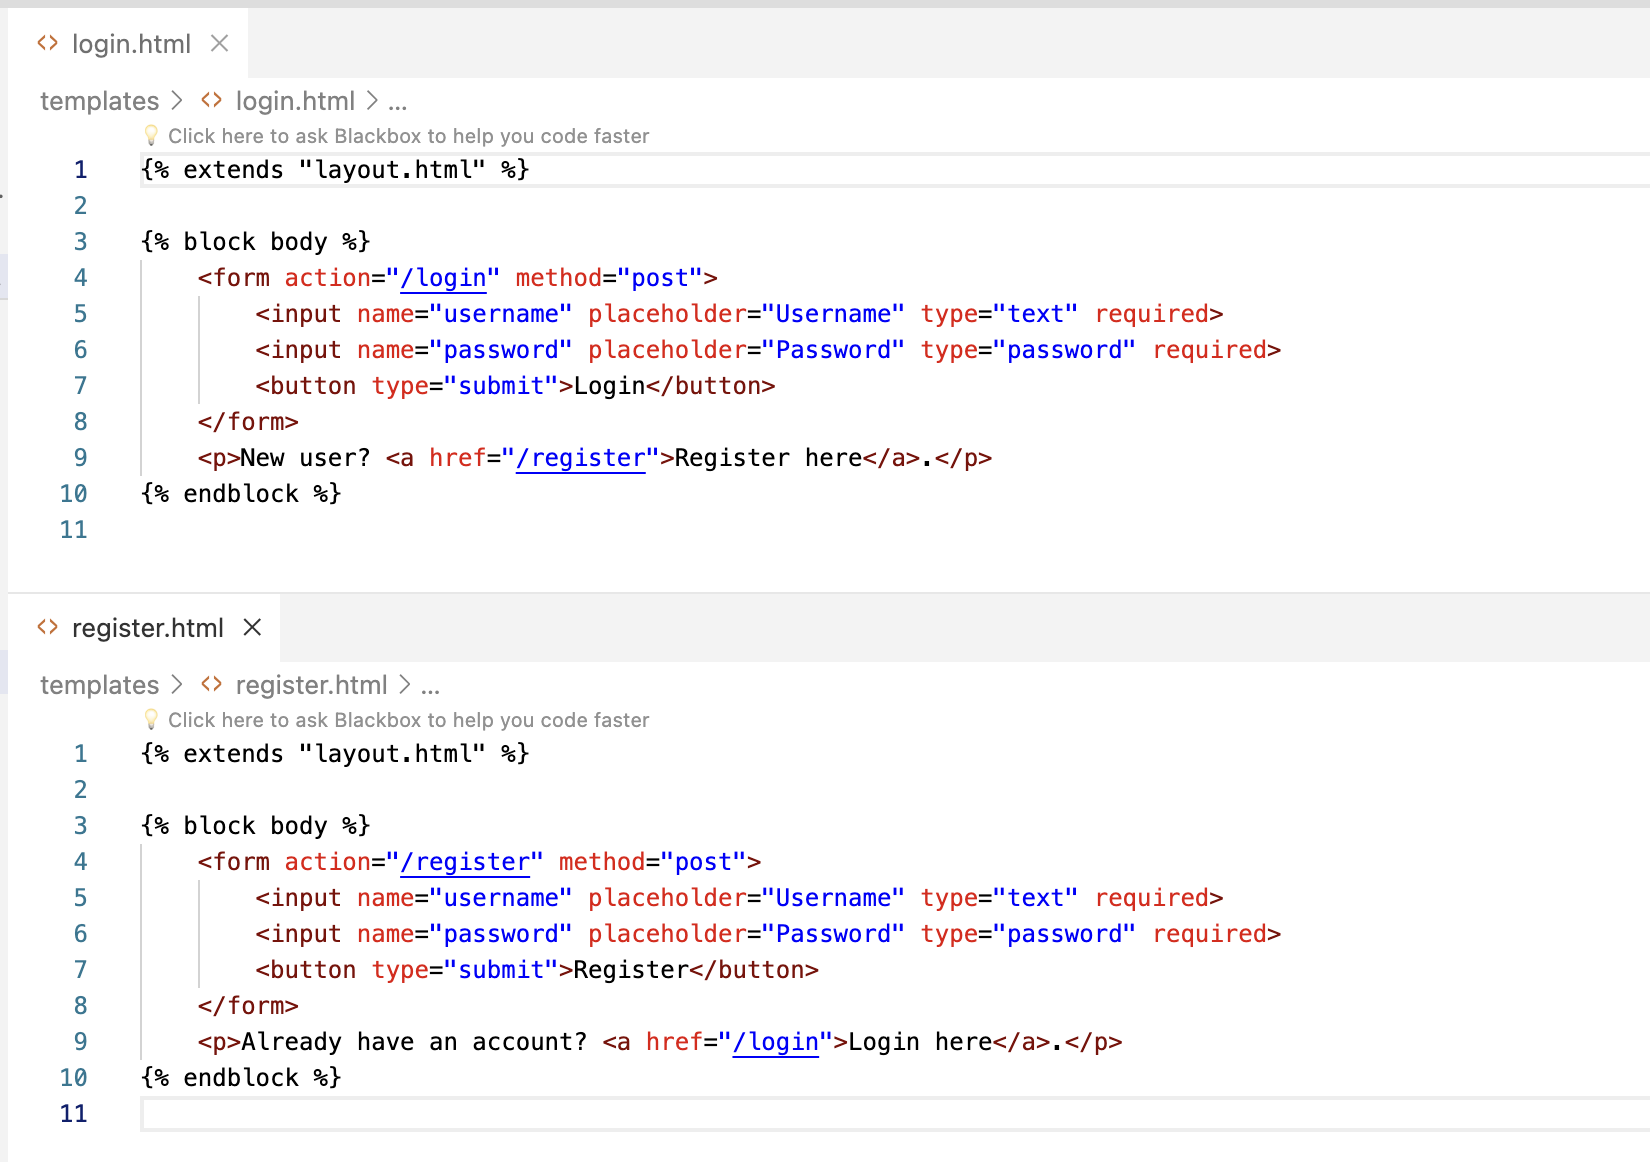 login.html
templates > login.html > ...
Click here to ask Blackbox to help you code faster
1 {% extends "layout.html" %}
2
3 {% block body %}
4     <form action="/login" method="post">
5         <input name="username" placeholder="Username" type="text" required>
6         <input name="password" placeholder="Password" type="password" required>
7         <button type="submit">Login</button>
8     </form>
9     <p>New user? <a href="/register">Register here</a>.</p>
10 {% endblock %}
11
register.html
templates > register.html > ...
Click here to ask Blackbox to help you code faster
1 {% extends "layout.html" %}
2
3 {% block body %}
4     <form action="/register" method="post">
5         <input name="username" placeholder="Username" type="text" required>
6         <input name="password" placeholder="Password" type="password" required>
7         <button type="submit">Register</button>
8     </form>
9     <p>Already have an account? <a href="/login">Login here</a>.</p>
10 {% endblock %}
11